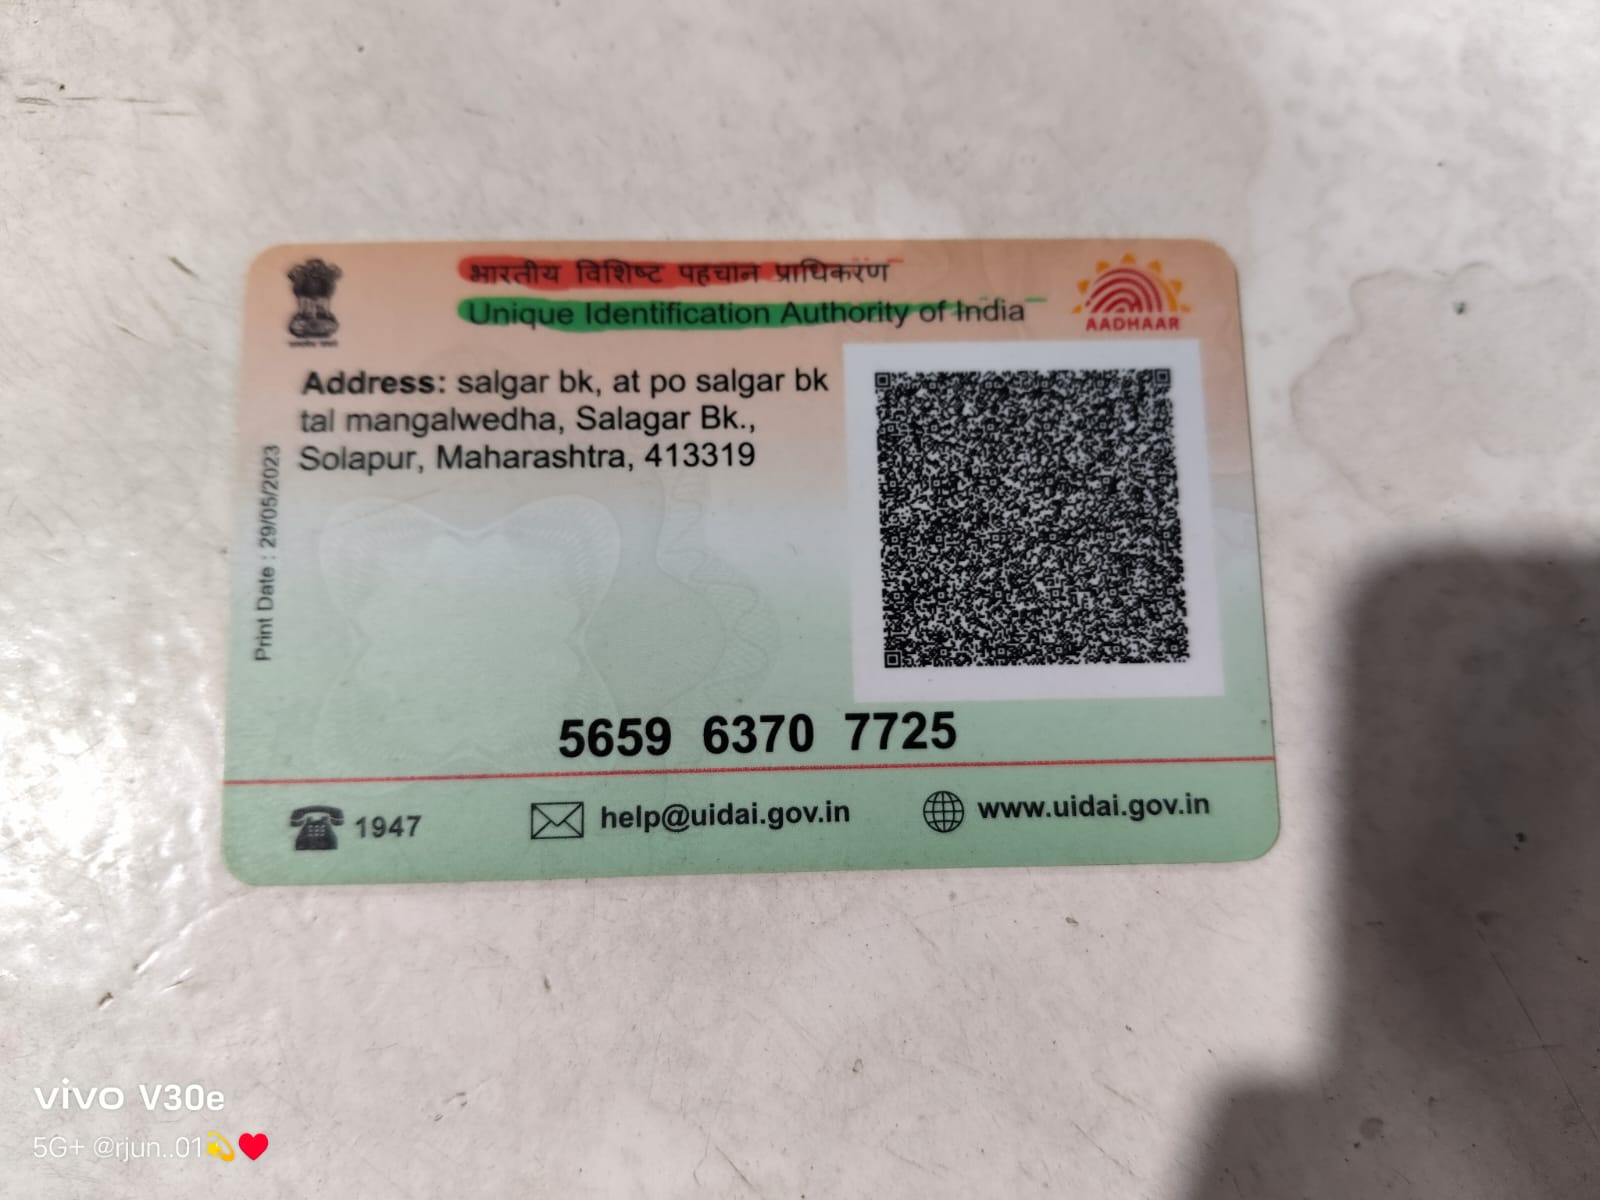 भारतीय विशिष्ट पहचान प्राधिकरण
Unique Identification Authority of India
AADHAAR
Address: salgar bk, at po salgar bk
tal mangalwedha, Salagar Bk.,
Solapur, Maharashtra, 413319
Print Date : 29/05/2023
5659 6370 7725
1947
help@uidai.gov.in
www.uidai.gov.in
vivo V30e
5G+ @rjun..01💫❤️